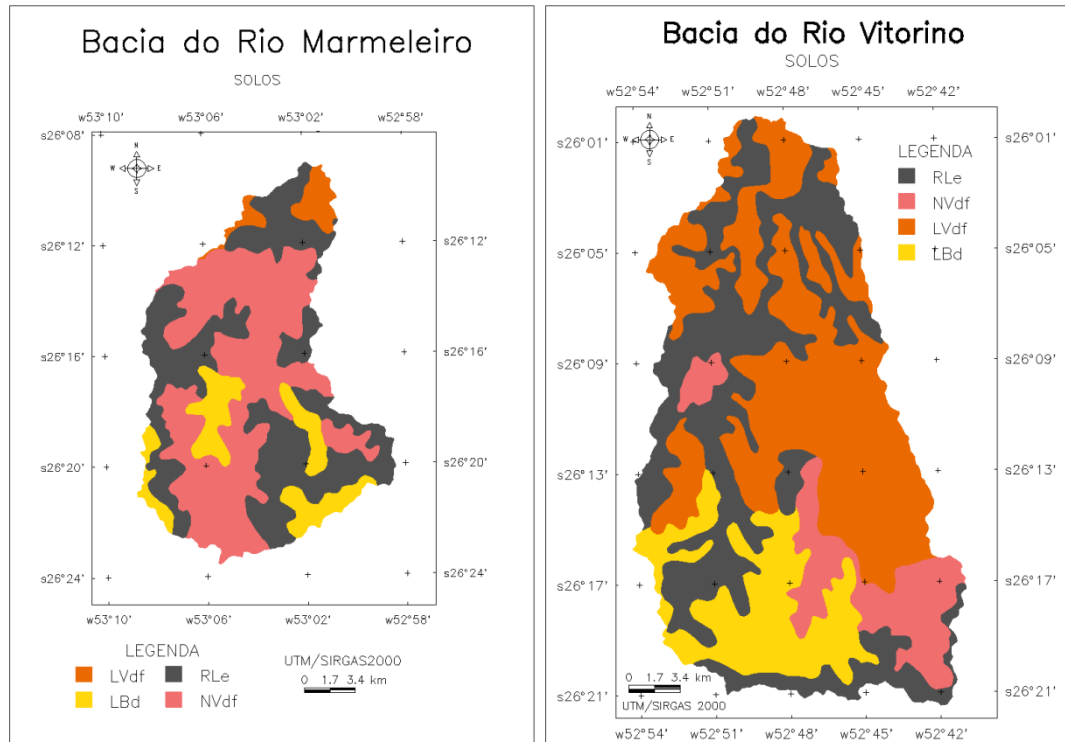 Bacia do Rio Marmeleiro
SOLOS
w53°10' w53°06' w53°02' w52°58'
s26°08'
N
W E
S
s26°12' s26°12'
s26°16' s26°16'
s26°20' s26°20'
s26°24' s26°24'
w53°10' w53°06' w53°02' w52°58'
LEGENDA
LVdf RLe
LBd NVdf
UTM/SIRGAS2000
0 1.7 3.4 km
Bacia do Rio Vitorino
SOLOS
w52°54' w52°51' w52°48' w52°45' w52°42'
s26°01' s26°01'
N
W E
S
LEGENDA
RLe
NVdf
LVdf
LBd
s26°05' s26°05'
s26°09' s26°09'
s26°13' s26°13'
s26°17' s26°17'
s26°21' s26°21'
0 1.7 3.4 km
UTM/SIRGAS 2000
w52°54' w52°51' w52°48' w52°45' w52°42'